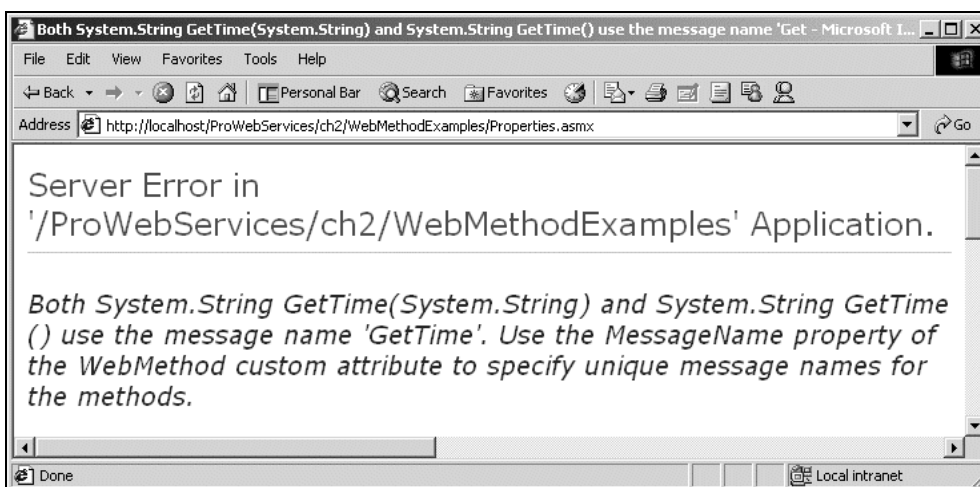 Both System.String GetTime(System.String) and System.String GetTime() use the message name 'Get - Microsoft I...
File Edit View Favorites Tools Help
Back Personal Bar Search Favorites
Address http://localhost/ProWebServices/ch2/WebMethodExamples/Properties.asmx Go
Server Error in
'/ProWebServices/ch2/WebMethodExamples' Application.
Both System.String GetTime(System.String) and System.String GetTime
() use the message name 'GetTime'. Use the MessageName property of
the WebMethod custom attribute to specify unique message names for
the methods.
Done Local intranet